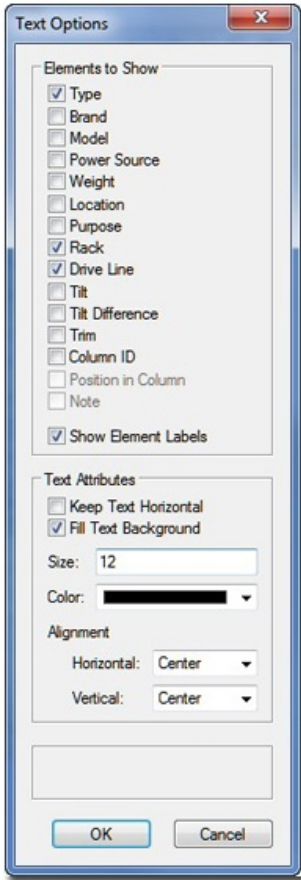 Text Options
Elements to Show
Type
Brand
Model
Power Source
Weight
Location
Purpose
Rack
Drive Line
Tilt
Tilt Difference
Trim
Column ID
Position in Column
Note
Show Element Labels
Text Attributes
Keep Text Horizontal
Fill Text Background
Size: 12
Color:
Alignment
Horizontal: Center
Vertical: Center
OK Cancel